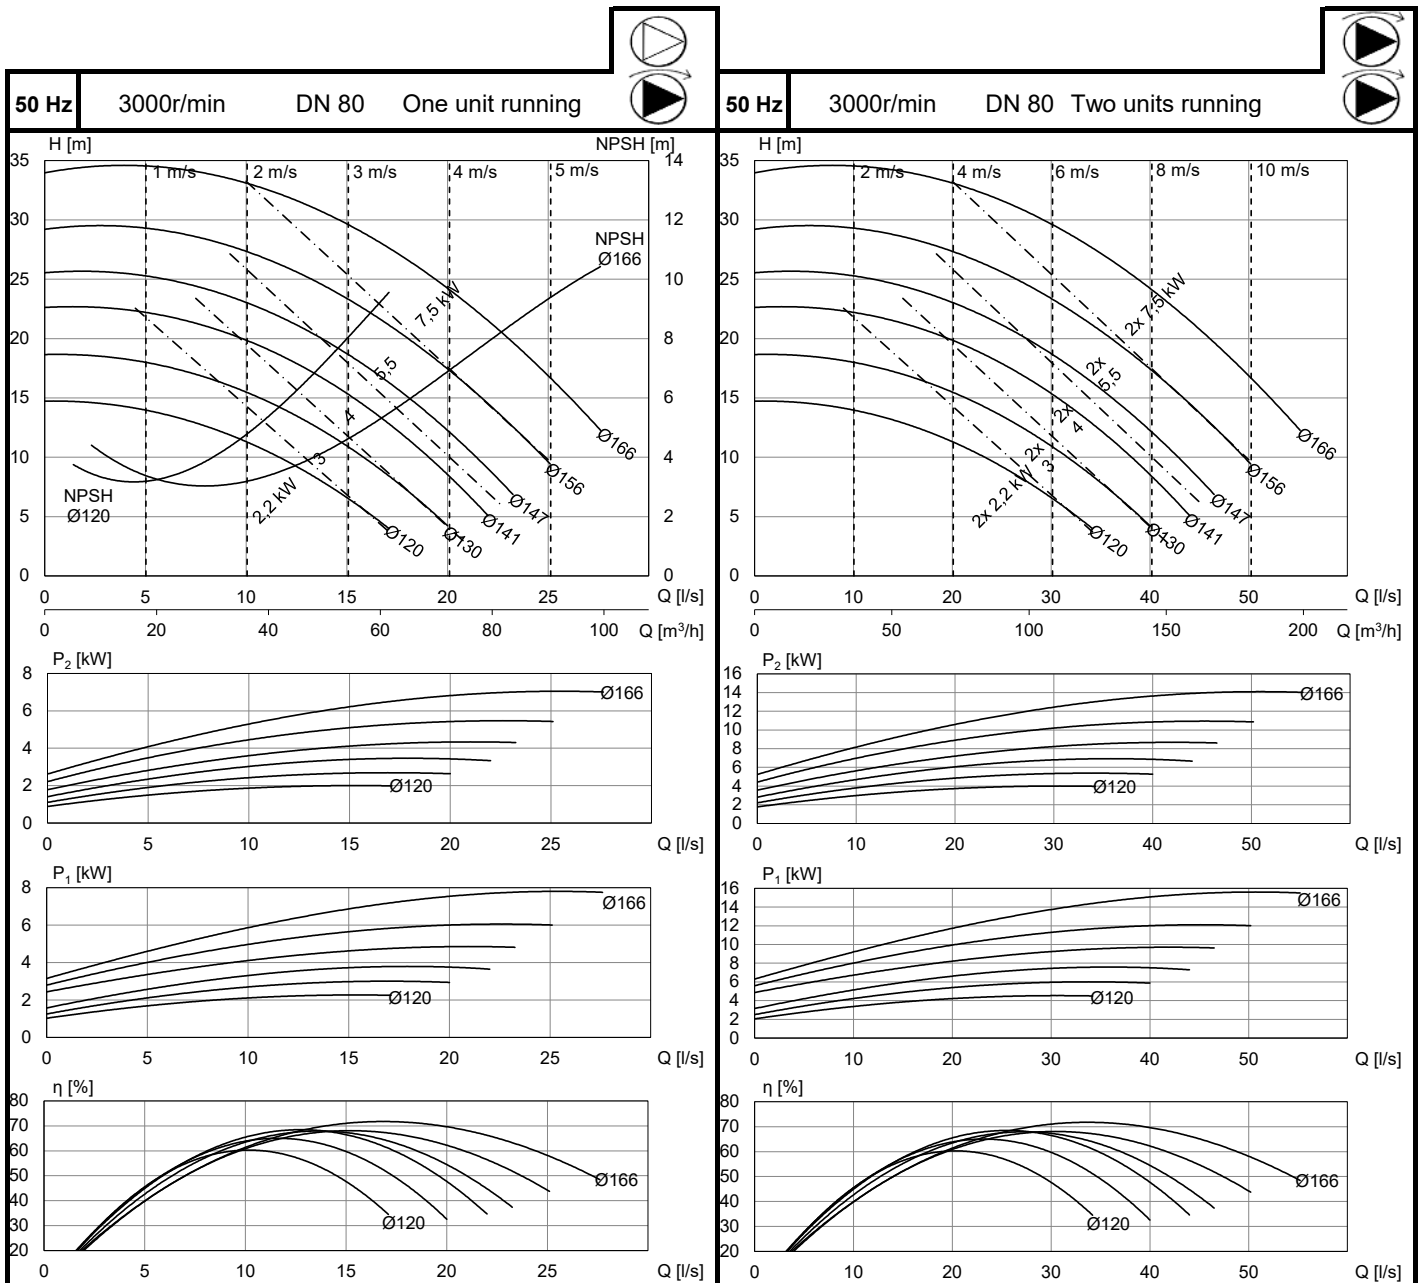 50 Hz 3000r/min DN 80 One unit running
H [m] NPSH [m]
35 1 m/s 2 m/s 3 m/s 4 m/s 5 m/s 14
30 12
NPSH
Ø166
25 10
7,5 kW
20 8
5,5
15 6
4
Ø166
10 3 4
Ø156
NPSH
Ø120
2,2 kW
Ø147
5 Ø141 2
Ø120 Ø130
0 0
0 5 10 15 20 25 Q [l/s]
0 20 40 60 80 100 Q [m³/h]
P₂ [kW]
8
Ø166
6
4
2 Ø120
0
0 5 10 15 20 25 Q [l/s]
P₁ [kW]
8
Ø166
6
4
2 Ø120
0
0 5 10 15 20 25 Q [l/s]
η [%]
80
70
60
50 Ø166
40
30 Ø120
20
0 5 10 15 20 25 Q [l/s]
50 Hz 3000r/min DN 80 Two units running
H [m]
35 2 m/s 4 m/s 6 m/s 8 m/s 10 m/s
30
25
2x 7,5 kW
20
2x
5,5
15
2x
4
Ø166
10 2x
3
Ø156
2x 2,2 kW
Ø147
5 Ø141
Ø120 Ø130
0
0 10 20 30 40 50 Q [l/s]
0 50 100 150 200 Q [m³/h]
P₂ [kW]
16
14 Ø166
12
10
8
6
4 Ø120
2
0
0 10 20 30 40 50 Q [l/s]
P₁ [kW]
16
14 Ø166
12
10
8
6
4 Ø120
2
0
0 10 20 30 40 50 Q [l/s]
η [%]
80
70
60
50 Ø166
40
30 Ø120
20
0 10 20 30 40 50 Q [l/s]